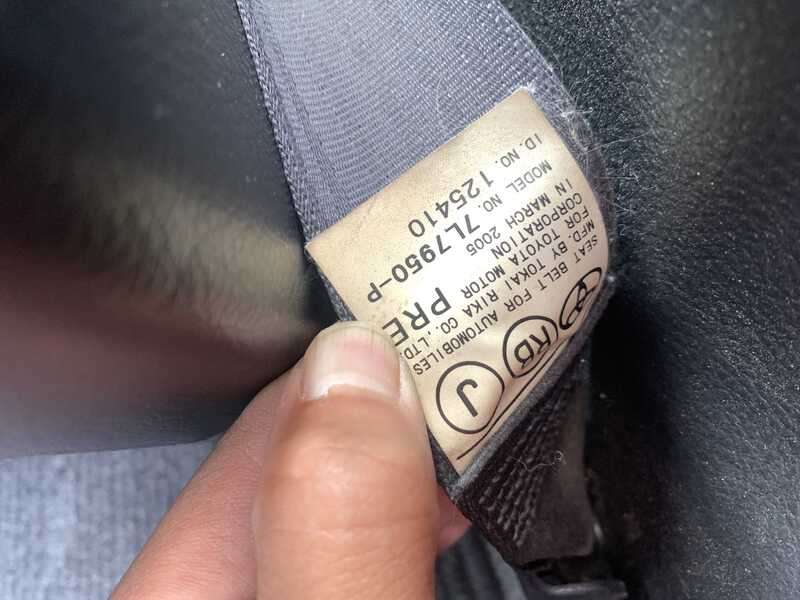 RD J
SEAT BELT FOR AUTOMOBILES
MFD. BY TOKAI RIKA CO., LTD.
FOR TOYOTA MOTOR
CORPORATION PRE
IN MARCH 2005
MODEL NO. 7L7950-P
ID.NO. 125410